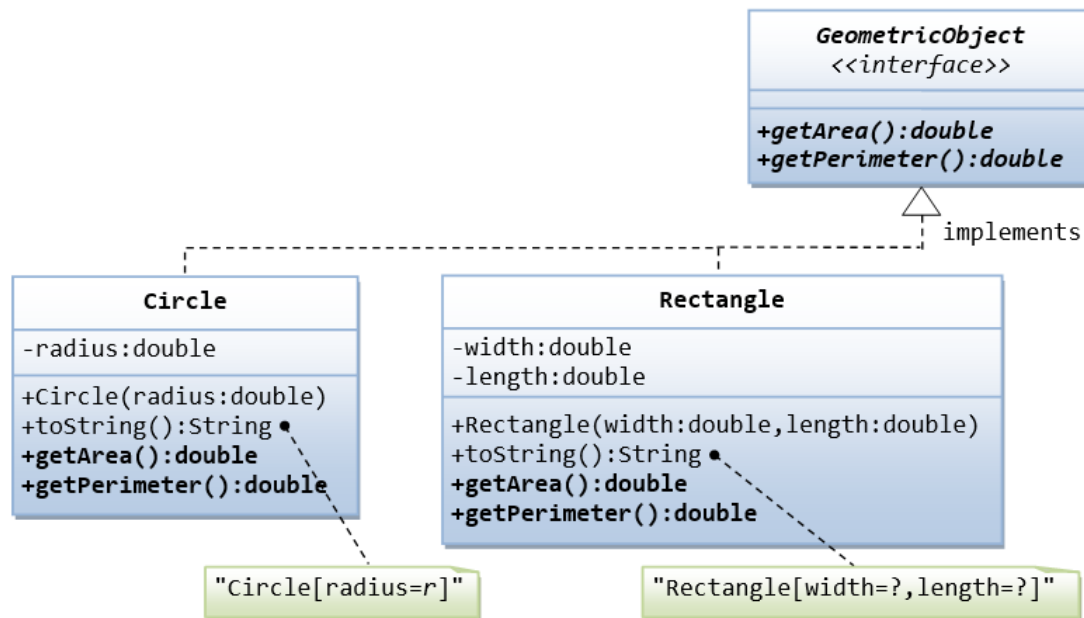 GeometricObject
<<interface>>
+getArea():double
+getPerimeter():double
implements
Circle
-radius:double
+Circle(radius:double)
+toString():String
+getArea():double
+getPerimeter():double
"Circle[radius=r]"
Rectangle
-width:double
-length:double
+Rectangle(width:double,length:double)
+toString():String
+getArea():double
+getPerimeter():double
"Rectangle[width=?,length=?]"